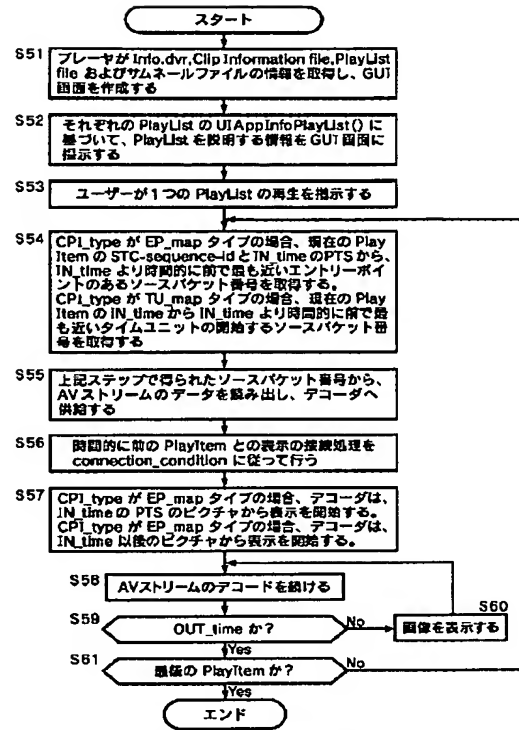 スタート
S51
プレーヤが Info.dvr,Clip Information file,PlayList
file およびサムネールファイルの情報を取得し、GUI
画面を作成する
S52
それぞれの PlayList の UIAppInfoPlayList() に
基づいて、PlayList を説明する情報を GUI 画面に
提示する
S53
ユーザーが1つの PlayList の再生を指示する
S54
CPI_type が EP_map タイプの場合、現在の Play
Item の STC-sequence-id と IN_time のPTS から、
IN_time より時間的に前で最も近いエントリーポイ
ントのあるソースパケット番号を取得する。
CPI_type が TU_map タイプの場合、現在の Play
Item の IN_time から IN_time より時間的に前で最
も近いタイムユニットの開始するソースパケット番
号を取得する
S55
上記ステップで得られたソースパケット番号から、
AVストリームのデータを読み出し、デコーダへ
供給する
S56
時間的に前の PlayItem との表示の接続処理を
connection_condition に従って行う
S57
CPI_type が EP_map タイプの場合、デコーダは、
IN_time の PTS のピクチャから表示を開始する。
CPI_type が EP_map タイプの場合、デコーダは、
IN_time 以後のピクチャから表示を開始する。
S58
AVストリームのデコードを続ける
S59
OUT_time か？
No
S60
画像を表示する
Yes
S61
最後の PlayItem か？
No
Yes
エンド